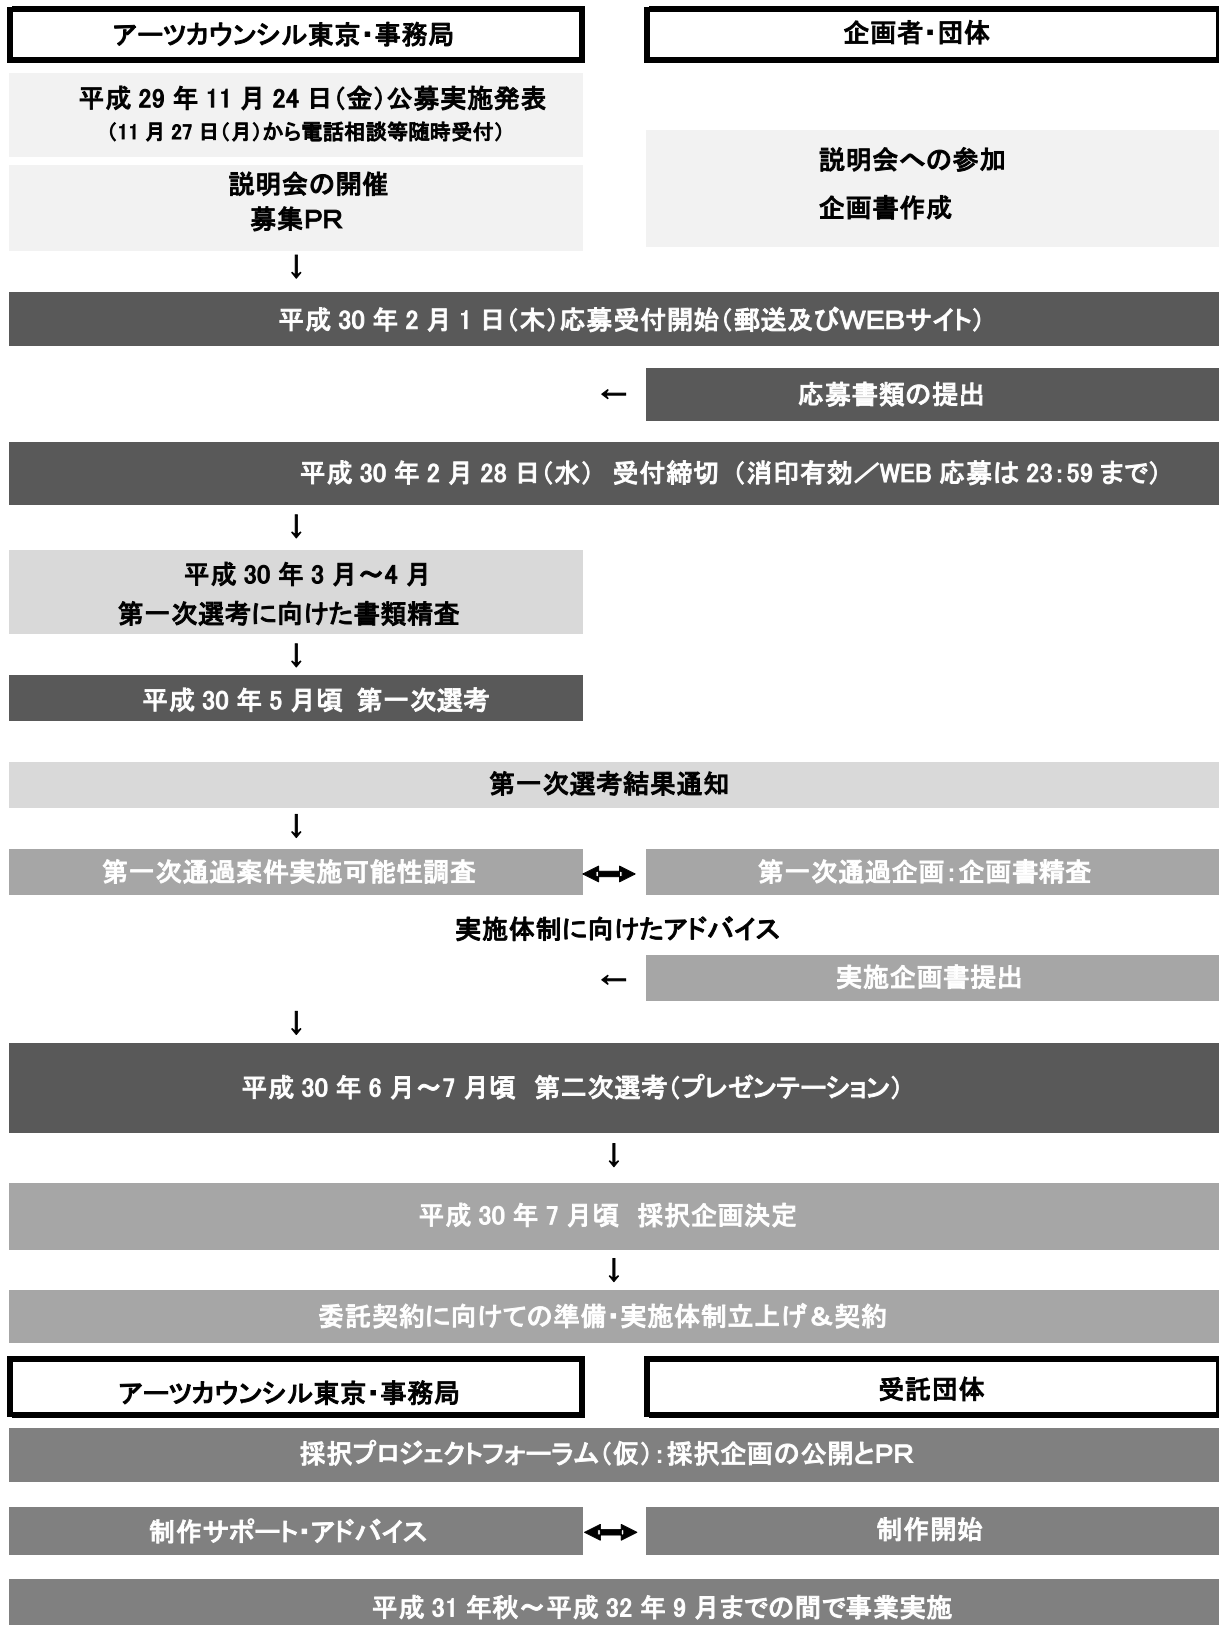 アーツカウンシル東京・事務局
企画者・団体
平成 29 年 11 月 24 日（金）公募実施発表
（11 月 27 日（月）から電話相談等随時受付）
説明会の開催
募集PR
説明会への参加
企画書作成
↓
平成 30 年 2 月 1 日（木）応募受付開始（郵送及びWEBサイト）
←
応募書類の提出
平成 30 年 2 月 28 日（水） 受付締切 （消印有効／WEB 応募は 23:59 まで）
↓
平成 30 年 3 月～4 月
第一次選考に向けた書類精査
↓
平成 30 年 5 月頃 第一次選考
第一次選考結果通知
↓
第一次通過案件実施可能性調査
第一次通過企画：企画書精査
実施体制に向けたアドバイス
←
実施企画書提出
↓
平成 30 年 6 月～7 月頃 第二次選考（プレゼンテーション）
↓
平成 30 年 7 月頃 採択企画決定
↓
委託契約に向けての準備・実施体制立上げ＆契約
アーツカウンシル東京・事務局
受託団体
採択プロジェクトフォーラム（仮）：採択企画の公開とPR
制作サポート・アドバイス
制作開始
平成 31 年秋～平成 32 年 9 月までの間で事業実施